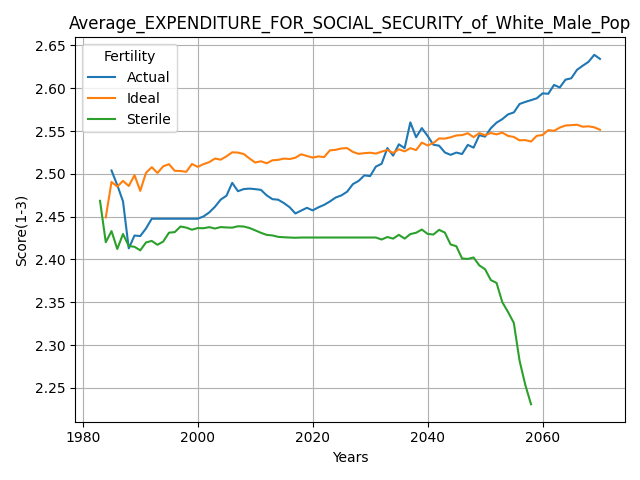 Average_EXPENDITURE_FOR_SOCIAL_SECURITY_of_White_Male_Pop
Score(1-3)
2.65
2.60
2.55
2.50
2.45
2.40
2.35
2.30
2.25
Fertility
Actual
Ideal
Sterile
1980 2000 2020 2040 2060
Years